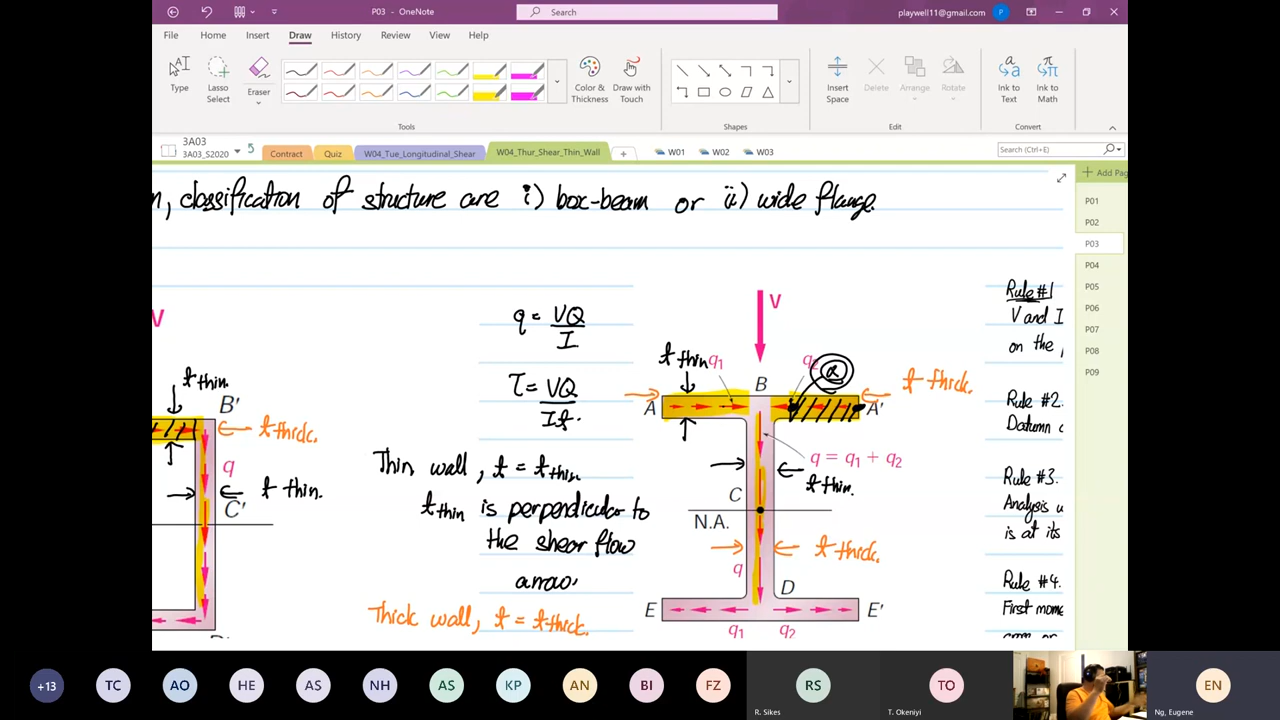 P03 - OneNote
Search
playwell11@gmail.com
P
File
Home
Insert
Draw
History
Review
View
Help
Type
Lasso
Select
Eraser
Color &
Thickness
Draw with
Touch
Insert
Space
Delete
Arrange
Rotate
Ink to
Text
Ink to
Math
Tools
Shapes
Edit
Convert
3A03
3A03_S2020
5
Contract
Quiz
W04_Tue_Longitudinal_Shear
W04_Thur_Shear_Thin_Wall
W01
W02
W03
Search (Ctrl+E)
Add Pag
P01
P02
P03
P04
P05
P06
P07
P08
P09
n, classification of structure are i) box-beam or ii) wide flange.
V
t thin.
B'
t thick.
q
t thin.
C'
q = VQ/I
τ = VQ/It.
Thin wall, t = t thin
t thin is perpendicular to
the shear flow
Thick wall, t = t thick.
V
t thin
q1
B
q2
a
t thick.
A
A'
q = q1 + q2
t thin.
C
N.A.
t thick.
q
D
E
E'
q1
q2
Rule #1
V and I
on the
Rule #2.
Datum
Rule #3.
Analysis
is at its
Rule #4.
First mome
+13
TC
AO
HE
AS
NH
AS
KP
AN
BI
FZ
RS
R. Sikes
TO
T. Okeniyi
EN
Ng, Eugene